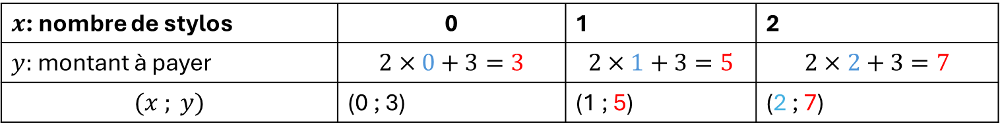 x: nombre de stylos 0 1 2
y: montant à payer 2 × 0 + 3 = 3 2 × 1 + 3 = 5 2 × 2 + 3 = 7
(x ; y) (0 ; 3) (1 ; 5) (2 ; 7)